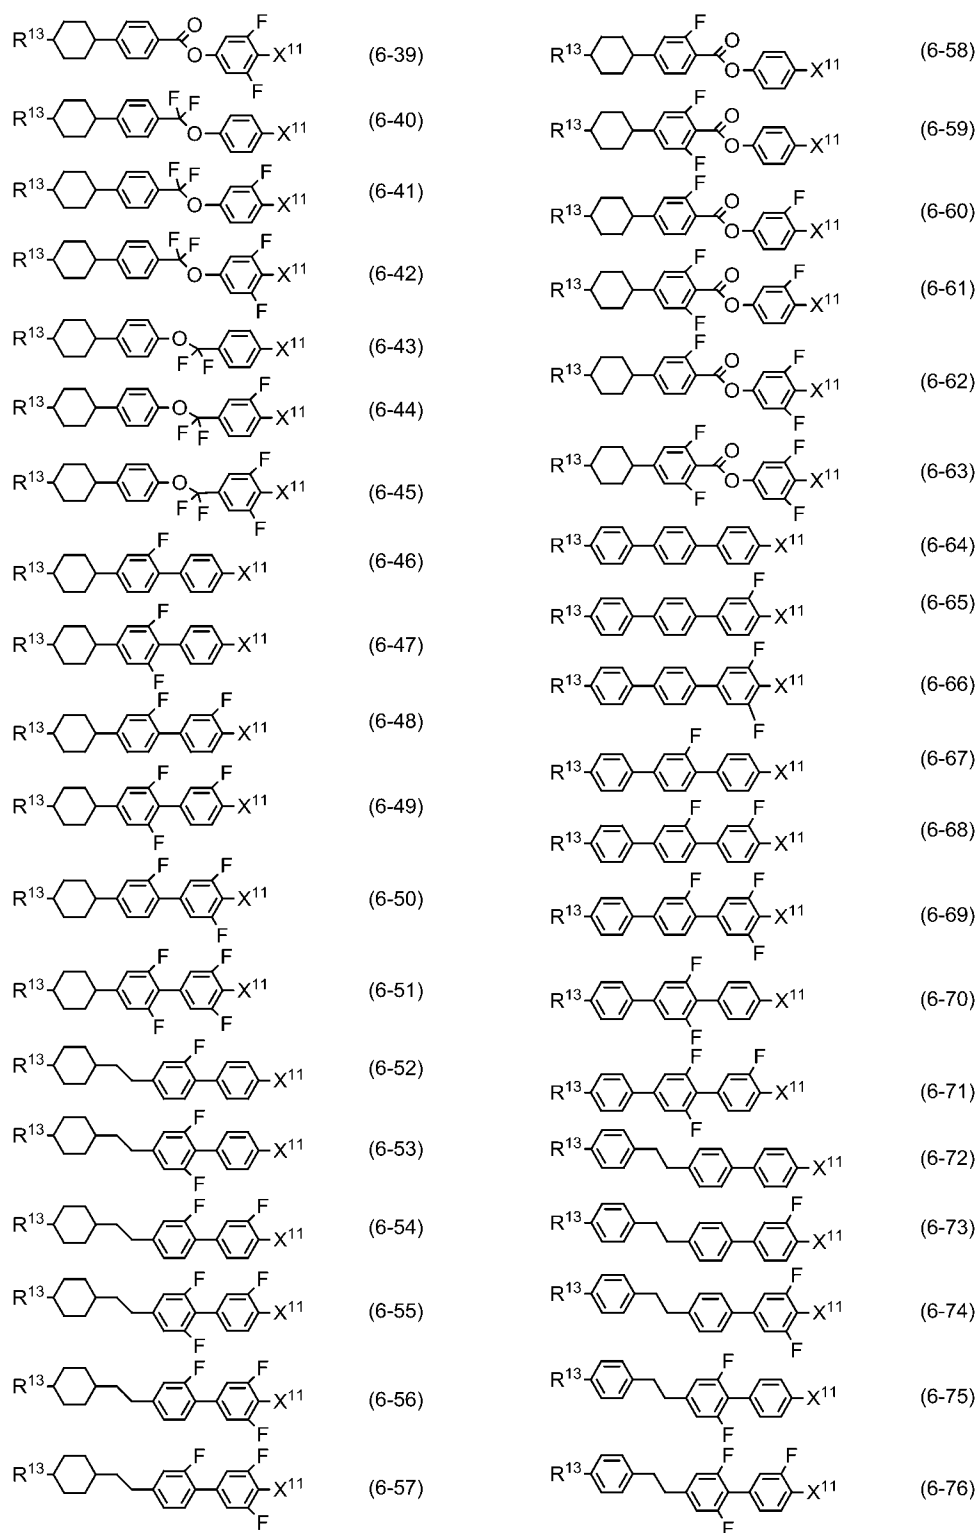 R¹³ O O F F X¹¹ (6-39)
R¹³ F F O X¹¹ (6-40)
R¹³ F F O F X¹¹ (6-41)
R¹³ F F O F F X¹¹ (6-42)
R¹³ O F F X¹¹ (6-43)
R¹³ O F F F X¹¹ (6-44)
R¹³ O F F F F X¹¹ (6-45)
R¹³ F X¹¹ (6-46)
R¹³ F F X¹¹ (6-47)
R¹³ F F X¹¹ (6-48)
R¹³ F F F X¹¹ (6-49)
R¹³ F F F X¹¹ (6-50)
R¹³ F F F F X¹¹ (6-51)
R¹³ F X¹¹ (6-52)
R¹³ F F X¹¹ (6-53)
R¹³ F F X¹¹ (6-54)
R¹³ F F F X¹¹ (6-55)
R¹³ F F F X¹¹ (6-56)
R¹³ F F F X¹¹ (6-57)
R¹³ F O O X¹¹ (6-58)
R¹³ F F O O X¹¹ (6-59)
R¹³ F O O F X¹¹ (6-60)
R¹³ F F O O F X¹¹ (6-61)
R¹³ F O O F F X¹¹ (6-62)
R¹³ F F O O F F X¹¹ (6-63)
R¹³ X¹¹ (6-64)
R¹³ F X¹¹ (6-65)
R¹³ F F X¹¹ (6-66)
R¹³ F X¹¹ (6-67)
R¹³ F F X¹¹ (6-68)
R¹³ F F F X¹¹ (6-69)
R¹³ F F X¹¹ (6-70)
R¹³ F F F X¹¹ (6-71)
R¹³ X¹¹ (6-72)
R¹³ F X¹¹ (6-73)
R¹³ F F X¹¹ (6-74)
R¹³ F F X¹¹ (6-75)
R¹³ F F F X¹¹ (6-76)